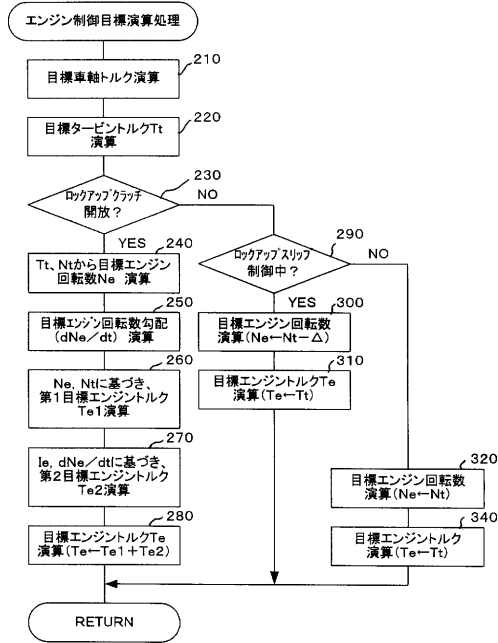 エンジン制御目標演算処理
210
目標車軸トルク演算
220
目標タービントルクTt
演算
230
ロックアップクラッチ
開放?
NO
YES
240
Tt、Ntから目標エンジン
回転数Ne 演算
250
目標エンジン回転数勾配
(dNe/dt) 演算
260
Ne, Ntに基づき、
第1目標エンジントルク
Te1演算
270
Ie, dNe/dtに基づき、
第2目標エンジントルク
Te2演算
280
目標エンジントルクTe
演算(Te←Te1+Te2)
290
ロックアップスリップ
制御中?
NO
YES
300
目標エンジン回転数
演算(Ne←Nt-△)
310
目標エンジントルクTe
演算(Te←Tt)
320
目標エンジン回転数
演算(Ne←Nt)
340
目標エンジントルク
演算(Te←Tt)
RETURN